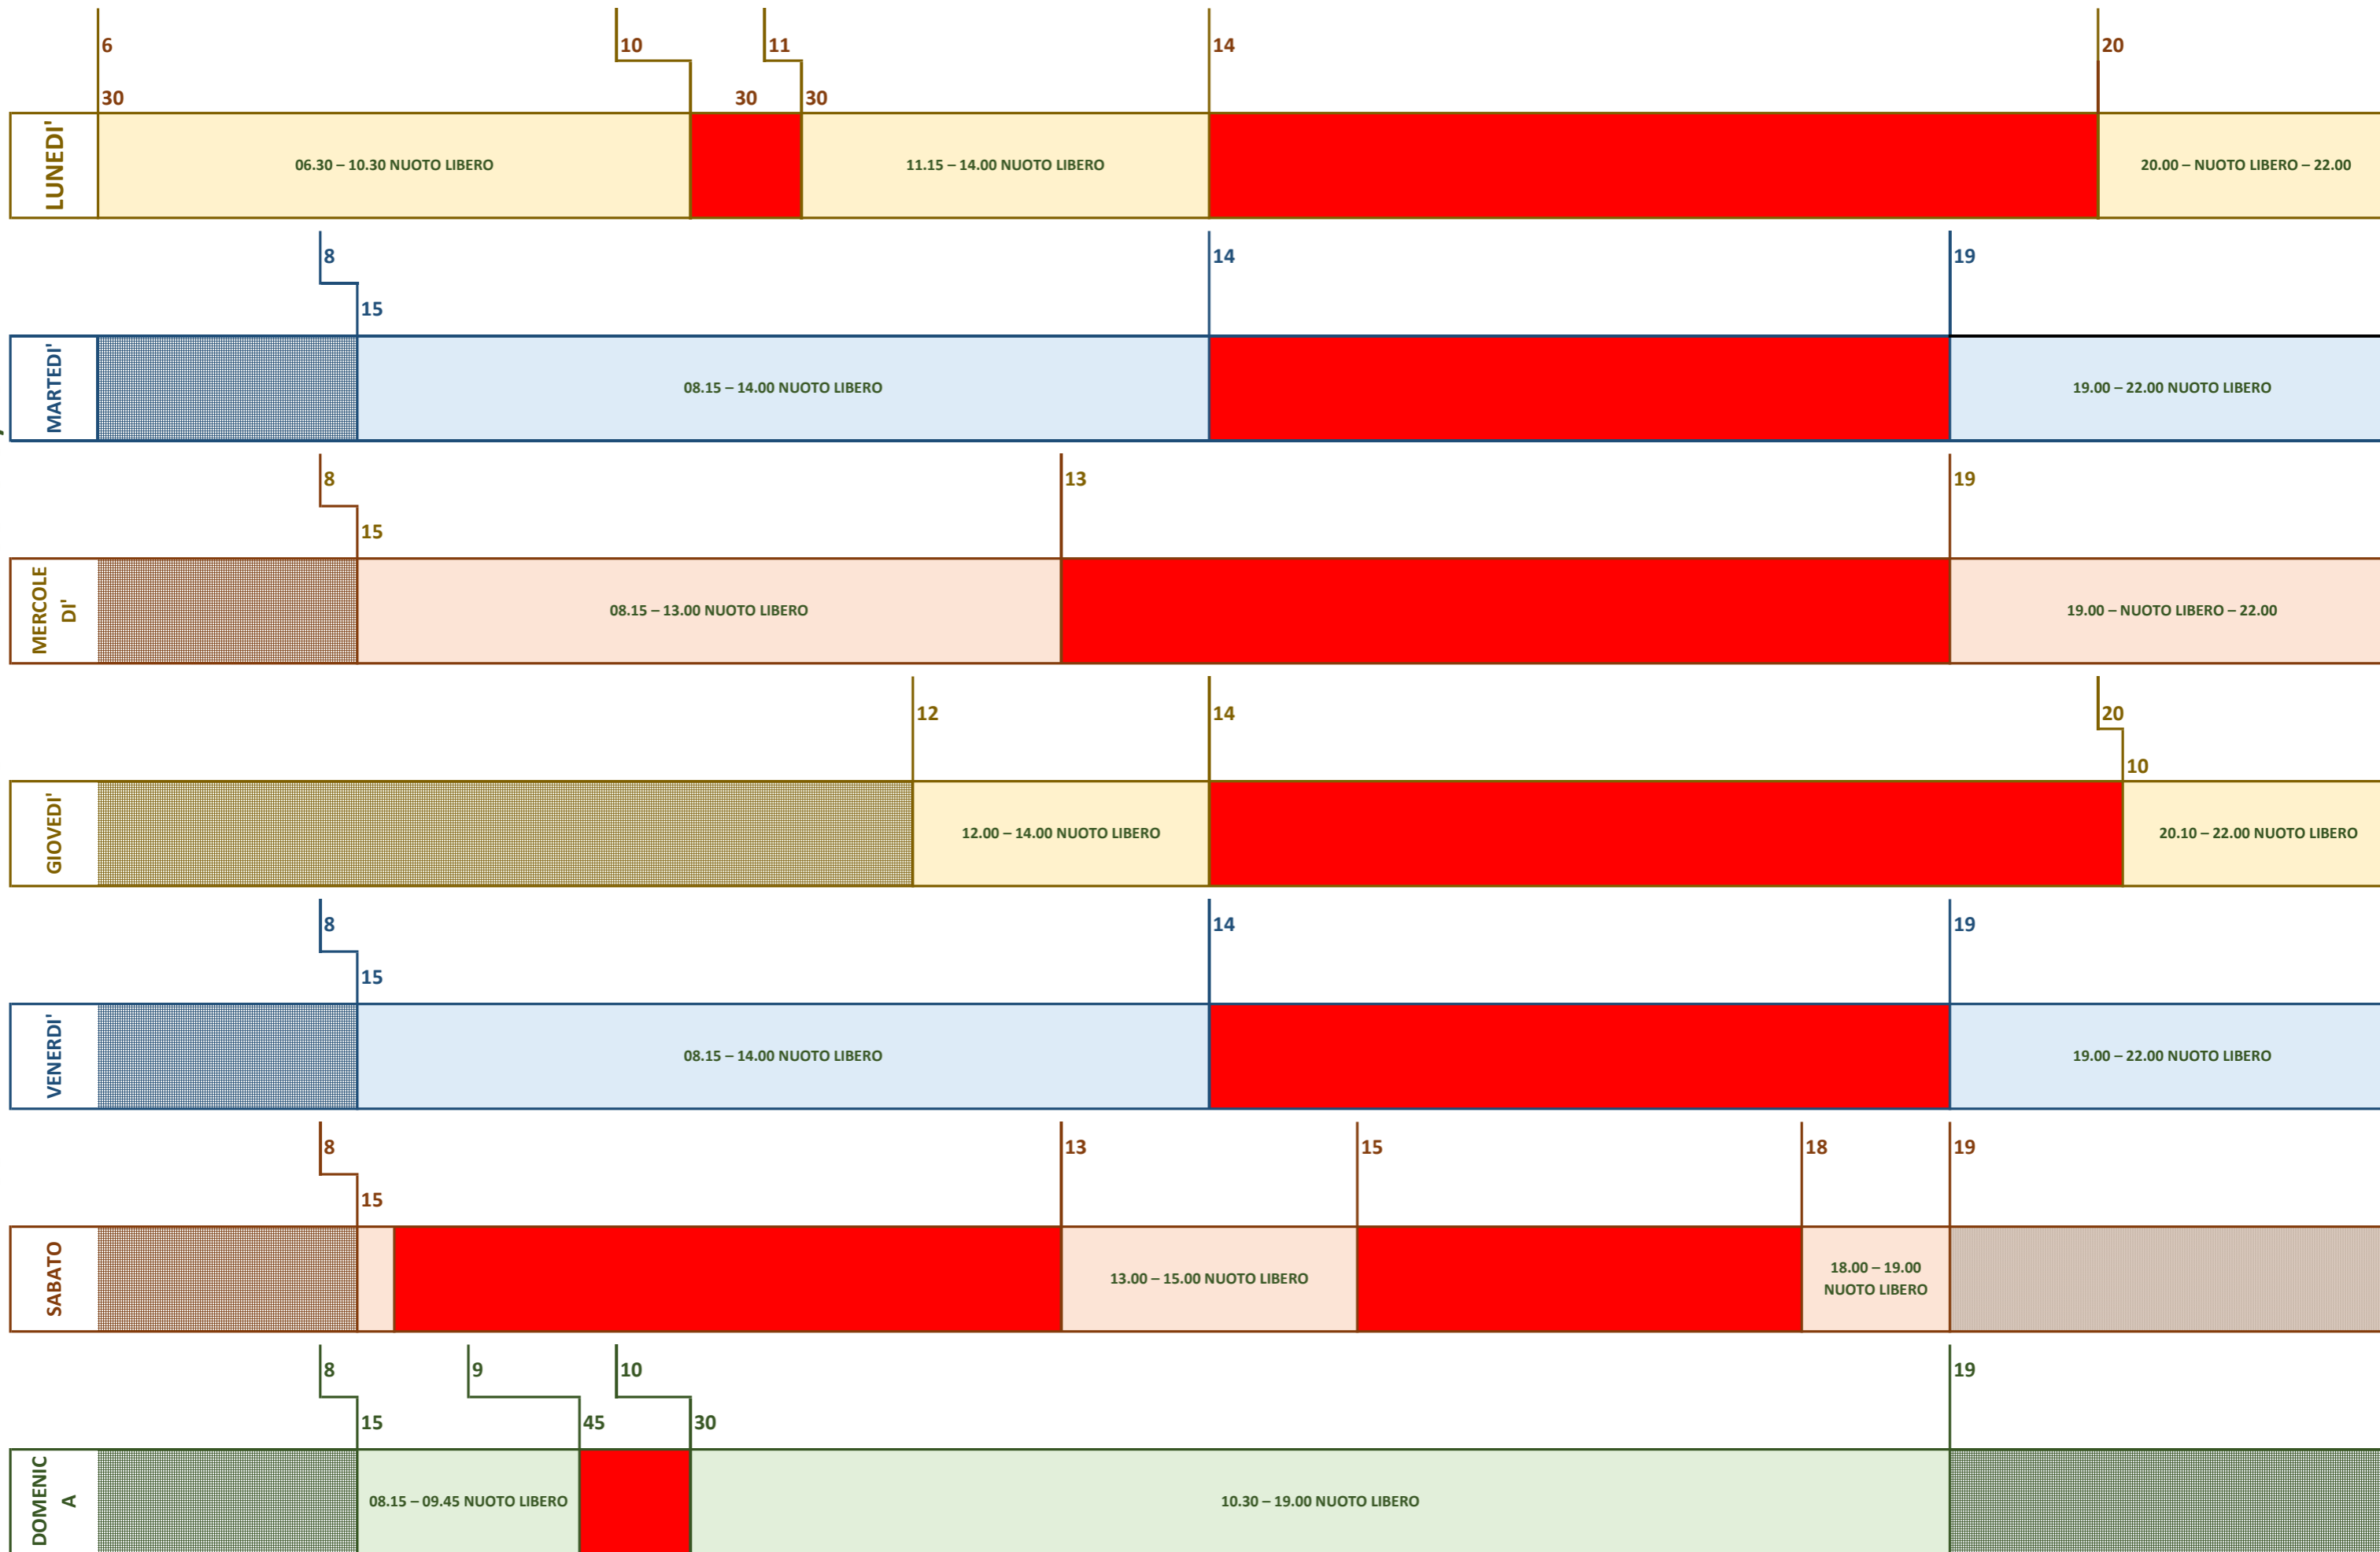 6
10
11
14
20
30
30
30
LUNEDI'
06.30 – 10.30 NUOTO LIBERO
11.15 – 14.00 NUOTO LIBERO
20.00 – NUOTO LIBERO – 22.00
8
14
19
15
MARTEDI'
08.15 – 14.00 NUOTO LIBERO
19.00 – 22.00 NUOTO LIBERO
8
13
19
15
MERCOLE
DI'
08.15 – 13.00 NUOTO LIBERO
19.00 – NUOTO LIBERO – 22.00
12
14
20
10
GIOVEDI'
12.00 – 14.00 NUOTO LIBERO
20.10 – 22.00 NUOTO LIBERO
8
14
19
15
VENERDI'
08.15 – 14.00 NUOTO LIBERO
19.00 – 22.00 NUOTO LIBERO
8
13
15
18
19
15
SABATO
13.00 – 15.00 NUOTO LIBERO
18.00 – 19.00
NUOTO LIBERO
8
9
10
19
15
45
30
DOMENIC
A
08.15 – 09.45 NUOTO LIBERO
10.30 – 19.00 NUOTO LIBERO